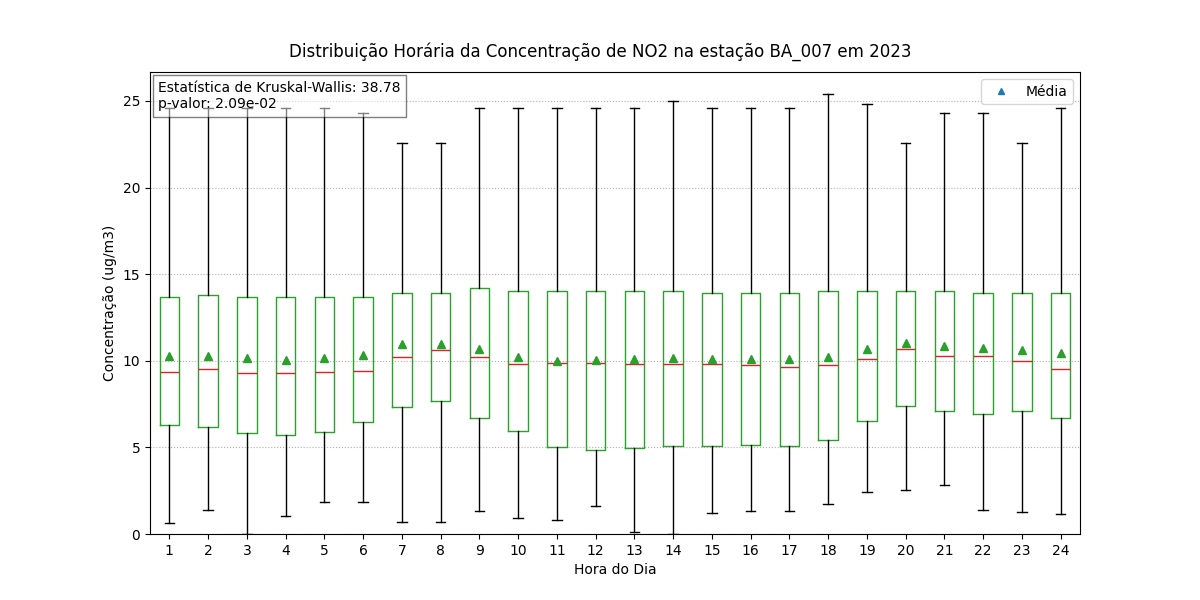 Distribuição Horária da Concentração de NO2 na estação BA_007 em 2023
Estatística de Kruskal-Wallis: 38.78
p-valor: 2.09e-02
Média
25
20
15
10
5
0
Concentração (ug/m3)
1 2 3 4 5 6 7 8 9 10 11 12 13 14 15 16 17 18 19 20 21 22 23 24
Hora do Dia